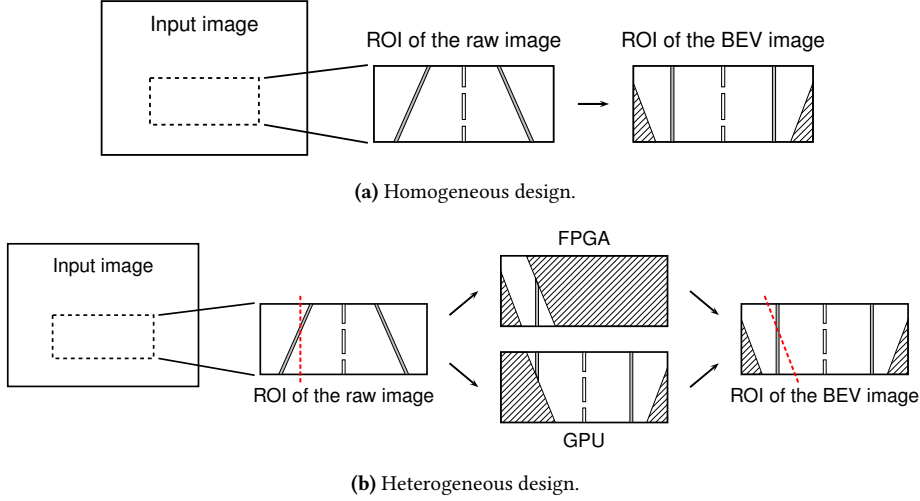 Input image
ROI of the raw image
ROI of the BEV image
(a) Homogeneous design.
Input image
FPGA
ROI of the raw image
ROI of the BEV image
GPU
(b) Heterogeneous design.